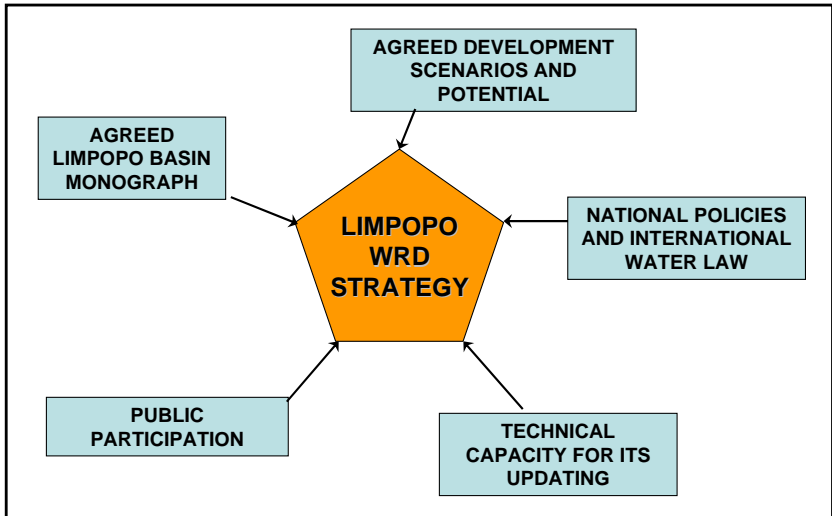 AGREED DEVELOPMENT
SCENARIOS AND
POTENTIAL
AGREED
LIMPOPO BASIN
MONOGRAPH
NATIONAL POLICIES
AND INTERNATIONAL
WATER LAW
LIMPOPO
WRD
STRATEGY
PUBLIC
PARTICIPATION
TECHNICAL
CAPACITY FOR ITS
UPDATING